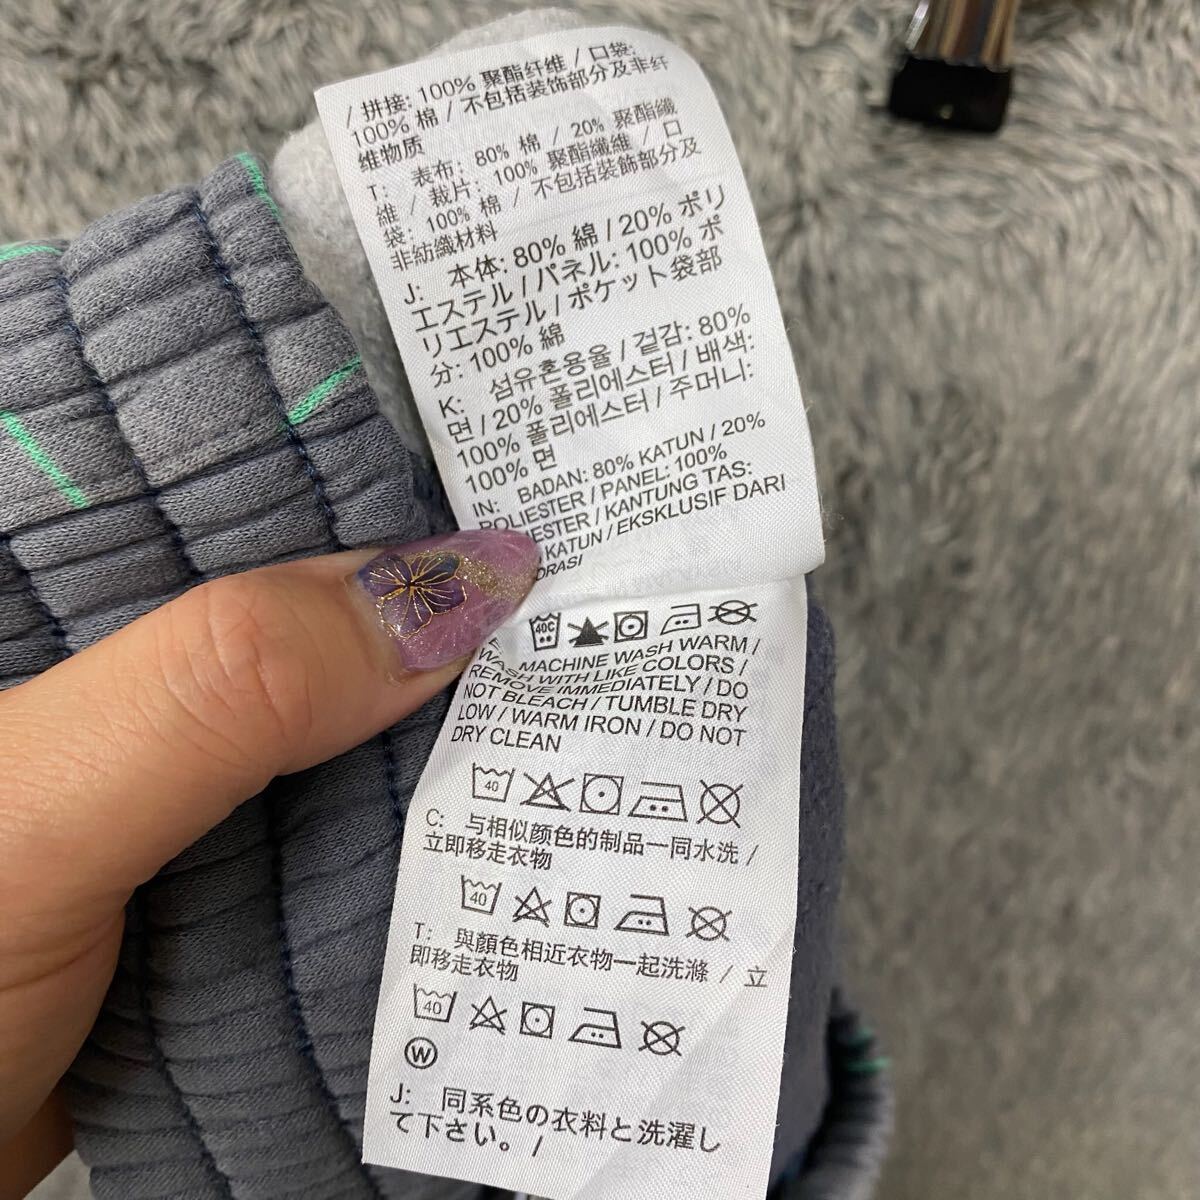 / 拼接: 100% 聚酯纤维 / 口袋:
100% 棉 / 不包括装饰部分及非纤
维物质
T: 表布: 80% 棉 / 20% 聚酯纖
維 / 裁片: 100% 聚酯纖維 / 口
袋: 100% 棉 / 不包括裝飾部分及
非紡織材料
J: 本体: 80% 綿 / 20% ポリ
エステル / パネル: 100% ポ
リエステル / ポケット袋部
分: 100% 綿
K: 섬유혼용율 / 겉감: 80%
면 / 20% 폴리에스터 / 배색:
100% 폴리에스터 / 주머니:
100% 면
IN: BADAN: 80% KATUN / 20%
POLIESTER / PANEL: 100%
/ KANTUNG TAS:
KATUN / EKSKLUSIF DARI
40C
MACHINE WASH WARM /
WASH WITH LIKE COLORS /
REMOVE IMMEDIATELY / DO
NOT BLEACH / TUMBLE DRY
LOW / WARM IRON / DO NOT
DRY CLEAN
40
C: 与相似颜色的制品一同水洗 /
立即移走衣物
40
T: 與顏色相近衣物一起洗滌 / 立
即移走衣物
40
W
J: 同系色の衣料と洗濯し
て下さい。 /